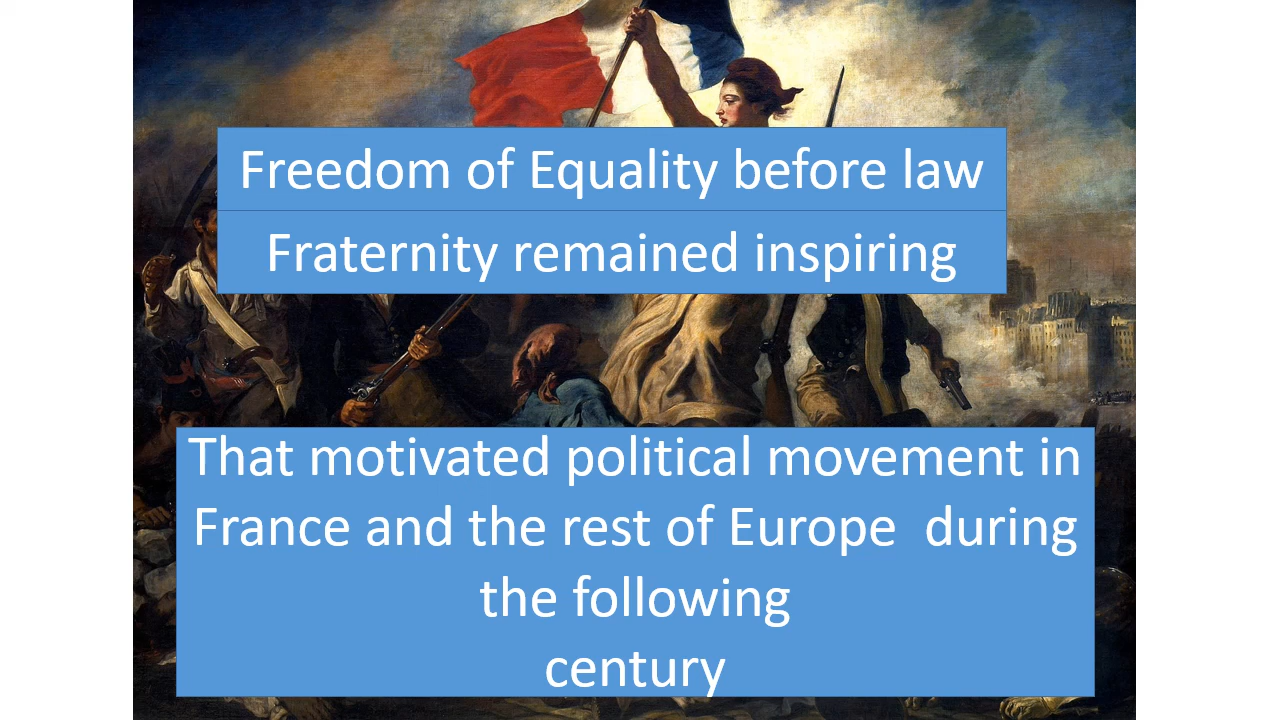 Freedom of Equality before law
Fraternity remained inspiring
That motivated political movement in
France and the rest of Europe  during
the following
century